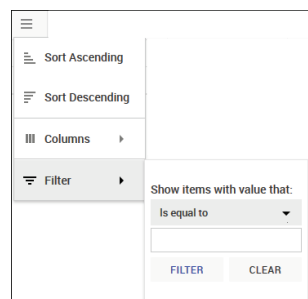 Sort Ascending
Sort Descending
Columns
Filter
Show items with value that:
Is equal to
FILTER CLEAR